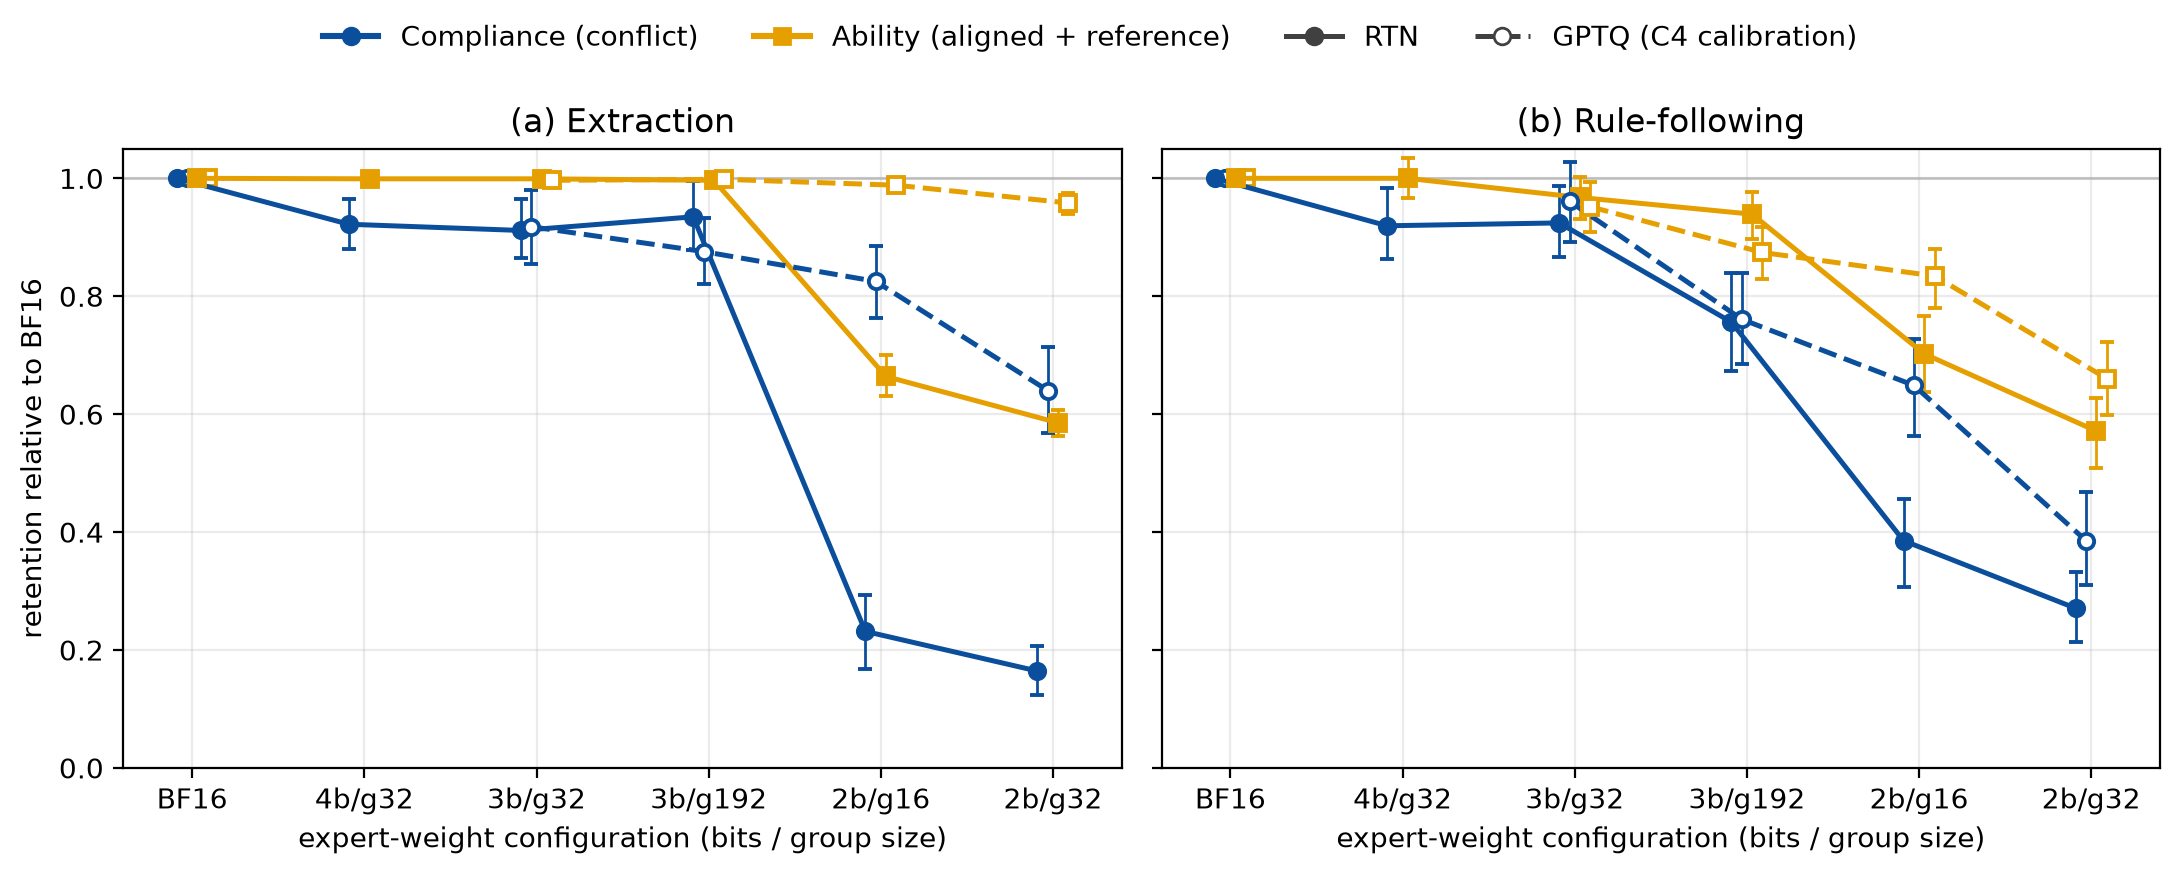 Compliance (conflict) Ability (aligned + reference) RTN GPTQ (C4 calibration)
(a) Extraction
(b) Rule-following
retention relative to BF16
1.0
0.8
0.6
0.4
0.2
0.0
BF16 4b/g32 3b/g32 3b/g192 2b/g16 2b/g32
expert-weight configuration (bits / group size)
BF16 4b/g32 3b/g32 3b/g192 2b/g16 2b/g32
expert-weight configuration (bits / group size)